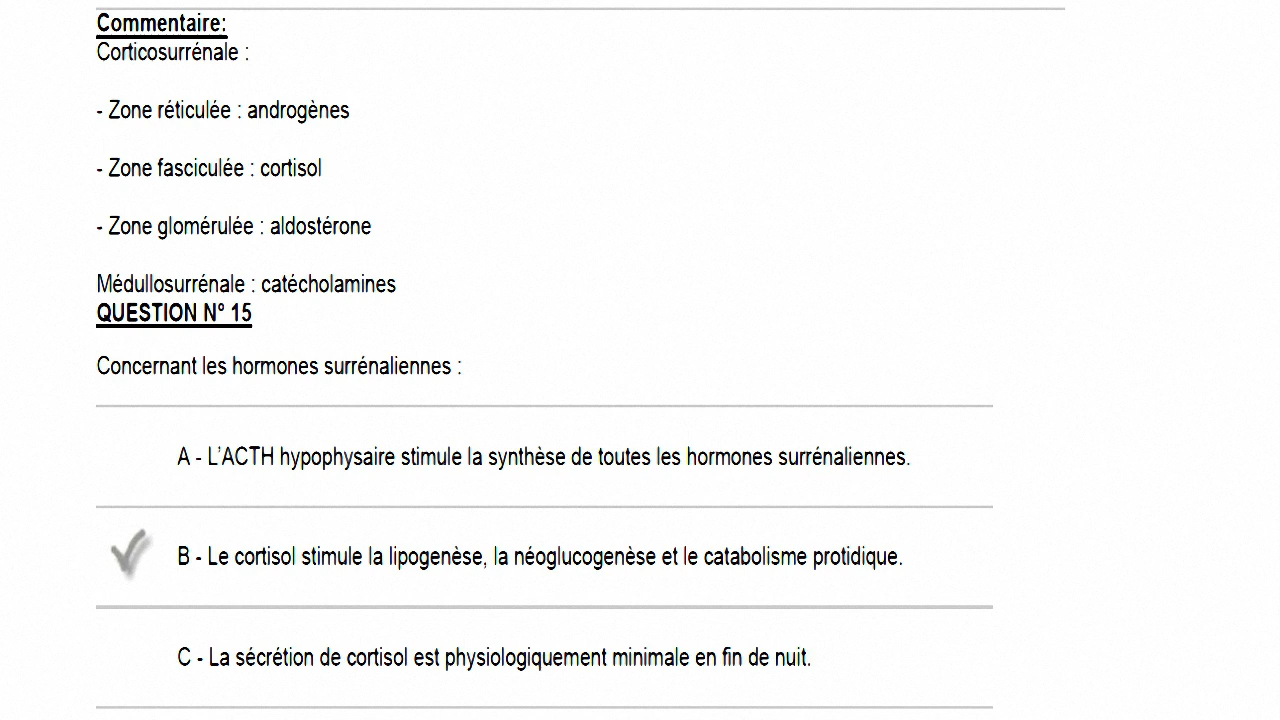 Commentaire:
Corticosurrénale :
- Zone réticulée : androgènes
- Zone fasciculée : cortisol
- Zone glomérulée : aldostérone
Médullosurrénale : catécholamines
QUESTION N° 15
Concernant les hormones surrénaliennes :
A - L'ACTH hypophysaire stimule la synthèse de toutes les hormones surrénaliennes.
B - Le cortisol stimule la lipogenèse, la néoglucogenèse et le catabolisme protidique.
C - La sécrétion de cortisol est physiologiquement minimale en fin de nuit.